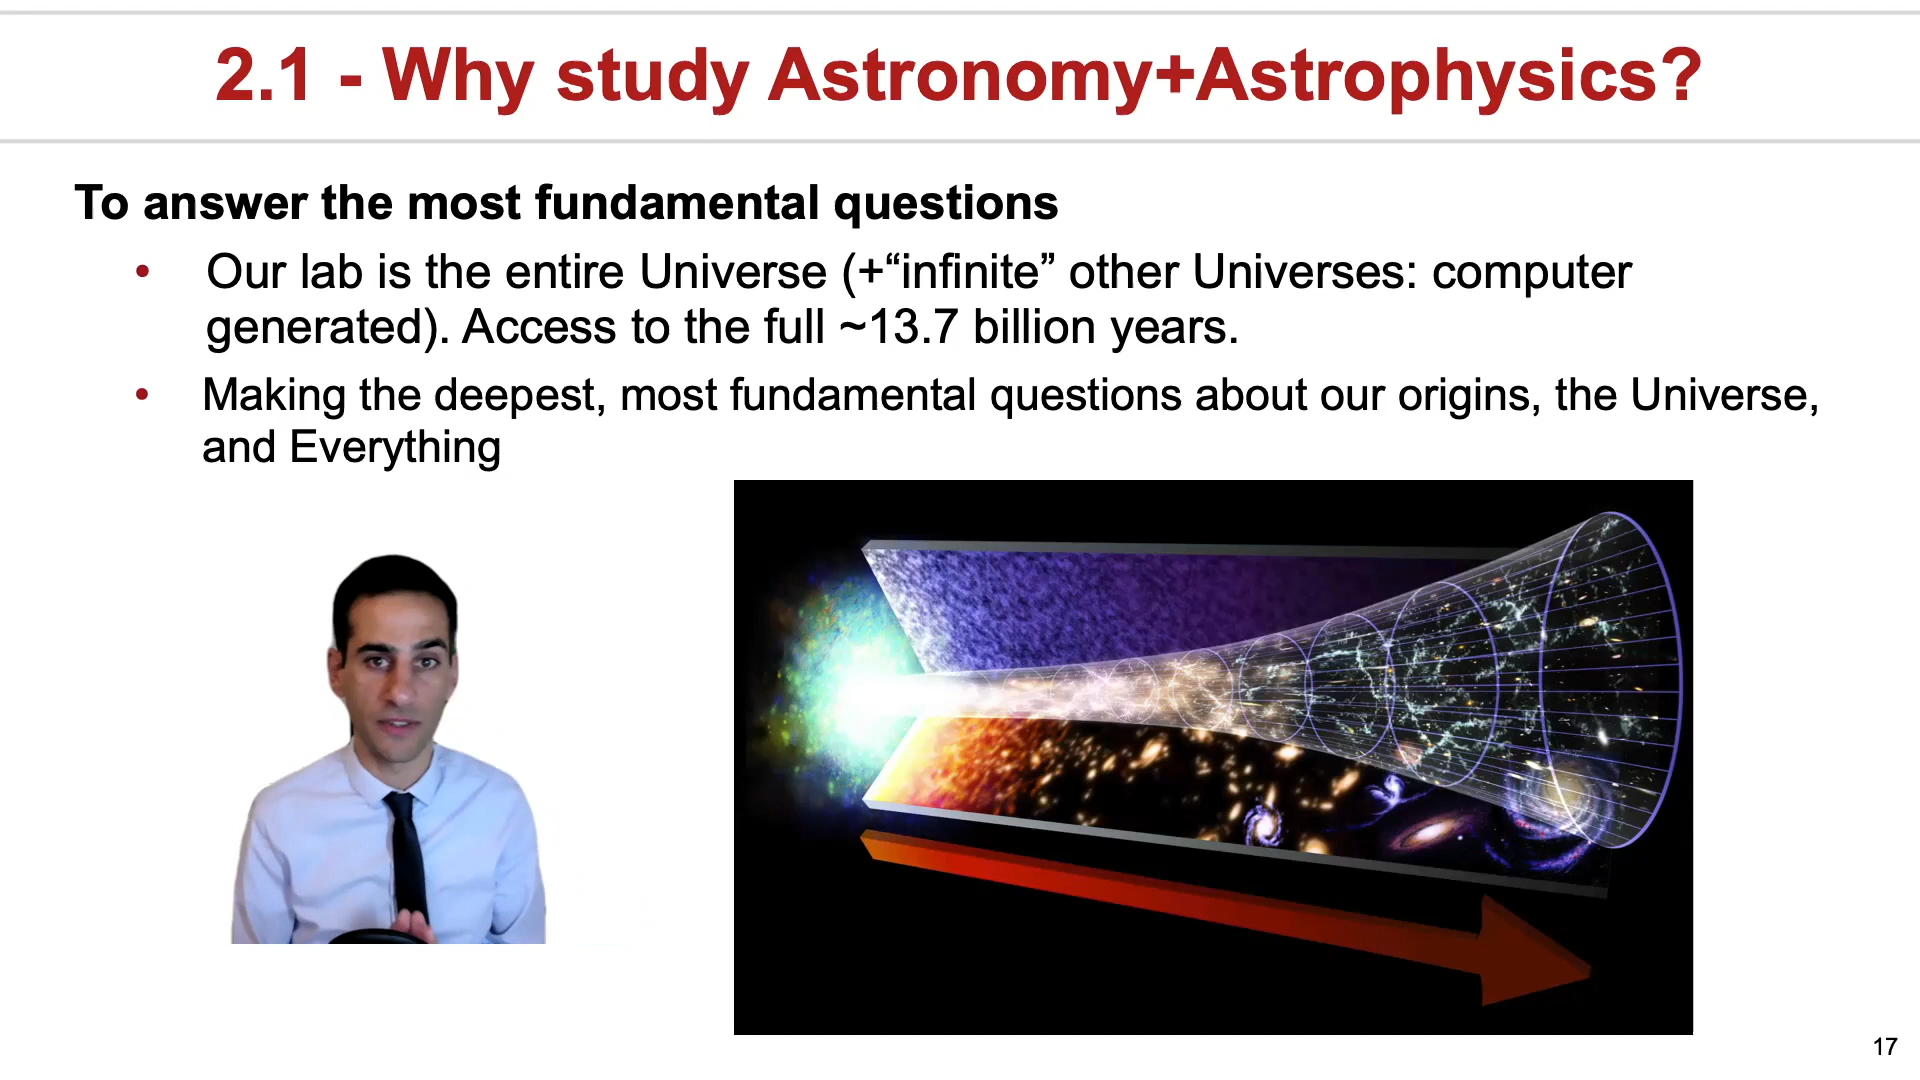 2.1 - Why study Astronomy+Astrophysics?
To answer the most fundamental questions
• Our lab is the entire Universe (+“infinite” other Universes: computer
generated). Access to the full ~13.7 billion years.
• Making the deepest, most fundamental questions about our origins, the Universe,
and Everything
17